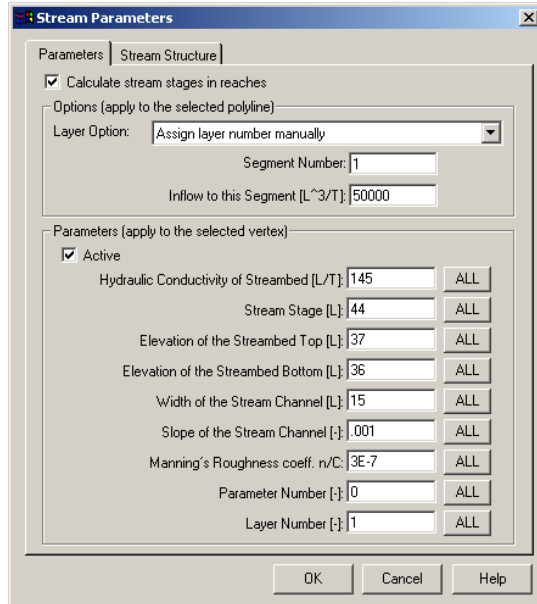 Stream Parameters
Parameters Stream Structure
Calculate stream stages in reaches
Options (apply to the selected polyline)
Layer Option: Assign layer number manually
Segment Number: 1
Inflow to this Segment [L^3/T]: 50000
Parameters (apply to the selected vertex)
Active
Hydraulic Conductivity of Streambed [L/T]: 145 ALL
Stream Stage [L]: 44 ALL
Elevation of the Streambed Top [L]: 37 ALL
Elevation of the Streambed Bottom [L]: 36 ALL
Width of the Stream Channel [L]: 15 ALL
Slope of the Stream Channel [-]: .001 ALL
Manning's Roughness coeff. n/C: 3E-7 ALL
Parameter Number [-]: 0 ALL
Layer Number [-]: 1 ALL
OK Cancel Help